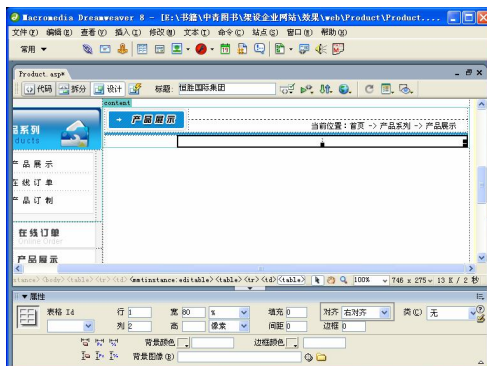 Macromedia Dreamweaver 8 - [E:\书籍\中青图书\架设企业网站\效果\web\Product\Product....
文件(F) 编辑(E) 查看(V) 插入(I) 修改(M) 文本(T) 命令(C) 站点(S) 窗口(W) 帮助(H)
常用
Product.asp*
代码 拆分 设计 标题: 恒胜国际集团
content
产品展示
当前位置：首页 -> 产品系列 -> 产品展示
品系列
ducts
产品展示
在线订单
产品订制
在线订单
Online Order
产品展示
<body> <table> <tr> <td> <mmtinstance:editable> <table> <tr> <td> <table> 100% 746 x 275 13 K / 2 秒
属性
表格 Id 行 1 宽 80 % 填充 0 对齐 右对齐 类(C) 无
列 2 高 像素 间距 0 边框 0
背景颜色 边框颜色
背景图像(B)